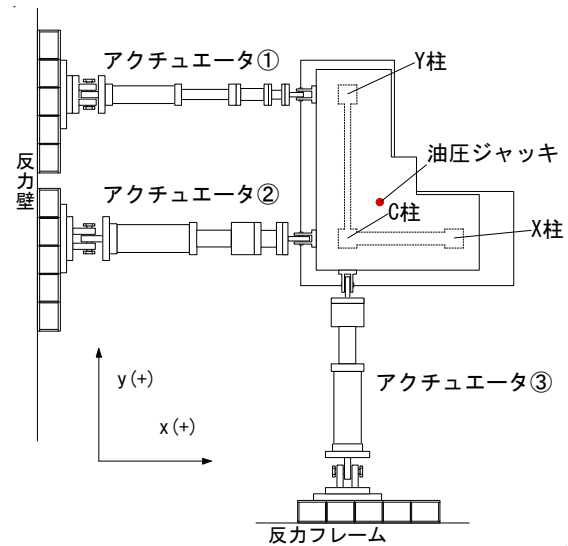 アクチュエータ①
Y柱
反力壁
油圧ジャッキ
アクチュエータ②
C柱
X柱
y(+)
x(+)
アクチュエータ③
反力フレーム